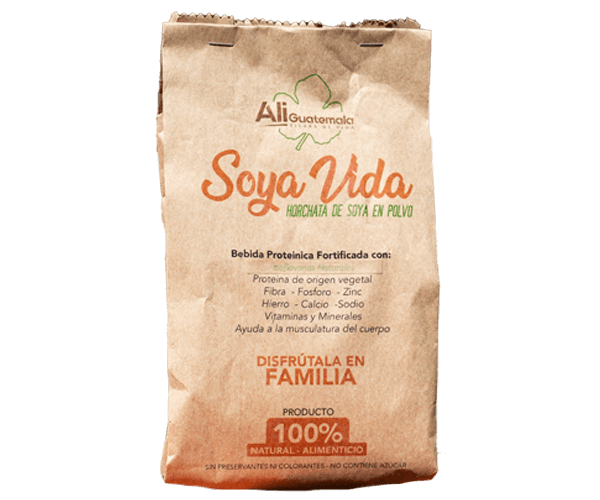 Ali
Guatemala
Soya Vida
HORCHATA DE SOYA EN POLVO
Bebida Proteinica Fortificada con:
Proteina de origen vegetal
Fibra - Fosforo - Zinc
Hierro - Calcio - Sodio
Vitaminas y Minerales
Ayuda a la musculatura del cuerpo
DISFRÚTALA EN
FAMILIA
PRODUCTO
100%
NATURAL - ALIMENTICIO
SIN PRESERVANTES NI COLORANTES - NO CONTIENE AZUCAR